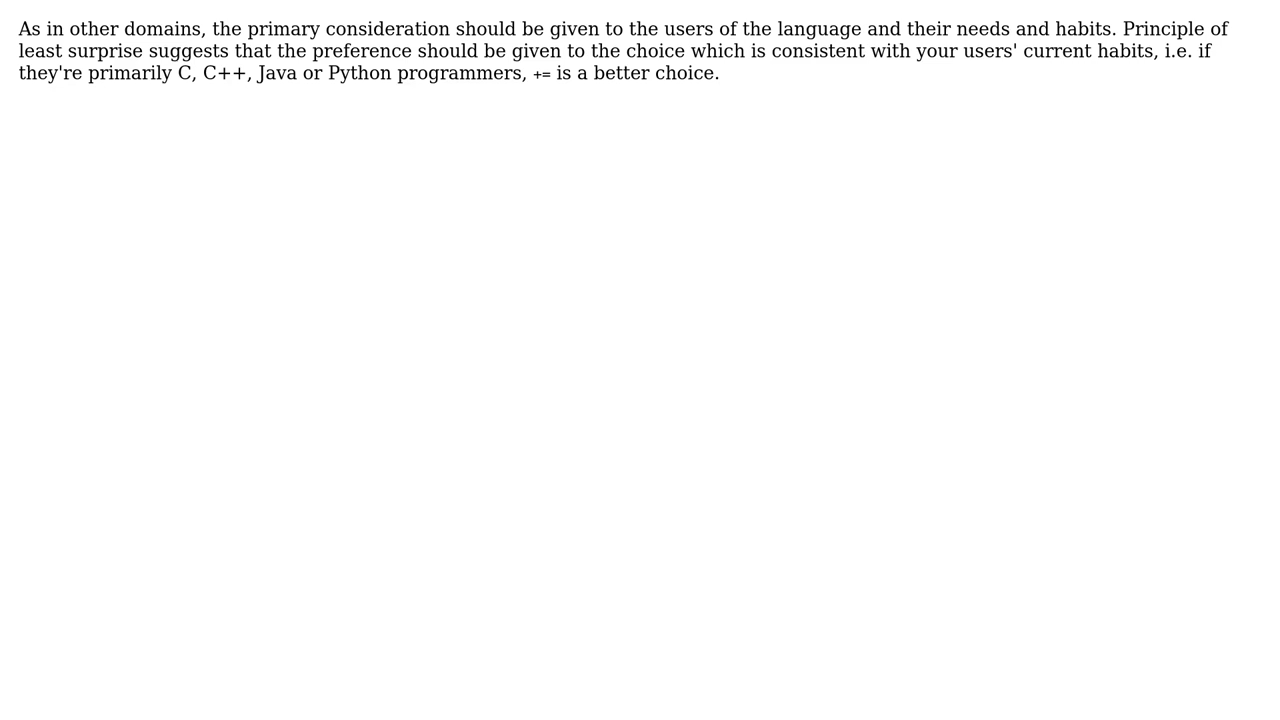 As in other domains, the primary consideration should be given to the users of the language and their needs and habits. Principle of
least surprise suggests that the preference should be given to the choice which is consistent with your users' current habits, i.e. if
they're primarily C, C++, Java or Python programmers, += is a better choice.